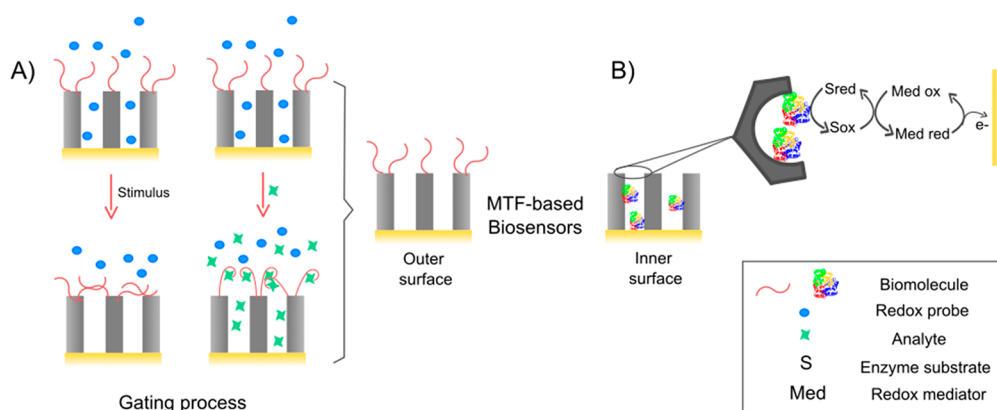 A)
Stimulus
Gating process
Outer
surface
MTF-based
Biosensors
B)
Sred
Sox
Med ox
Med red
e-
Inner
surface
Biomolecule
Redox probe
Analyte
S Enzyme substrate
Med Redox mediator